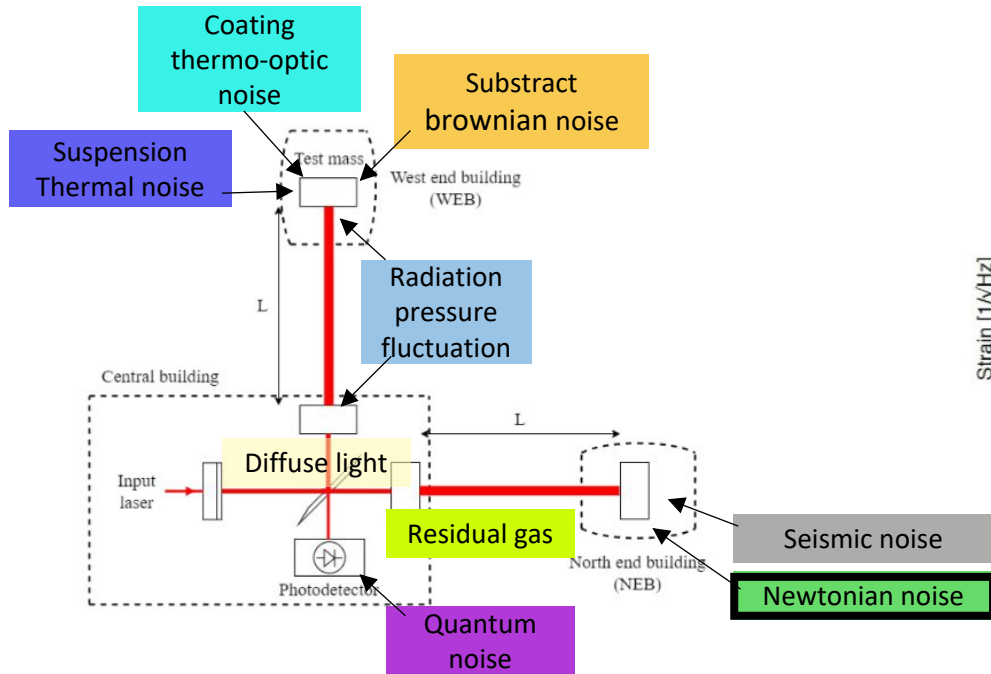 Coating
thermo-optic
noise
Substract
brownian noise
Suspension
Thermal noise
Test mass
West end building
(WEB)
Radiation
pressure
fluctuation
L
Strain [1/√Hz]
Central building
L
Diffuse light
Input
laser
Residual gas
Seismic noise
North end building
(NEB)
Newtonian noise
Photodetector
Quantum
noise